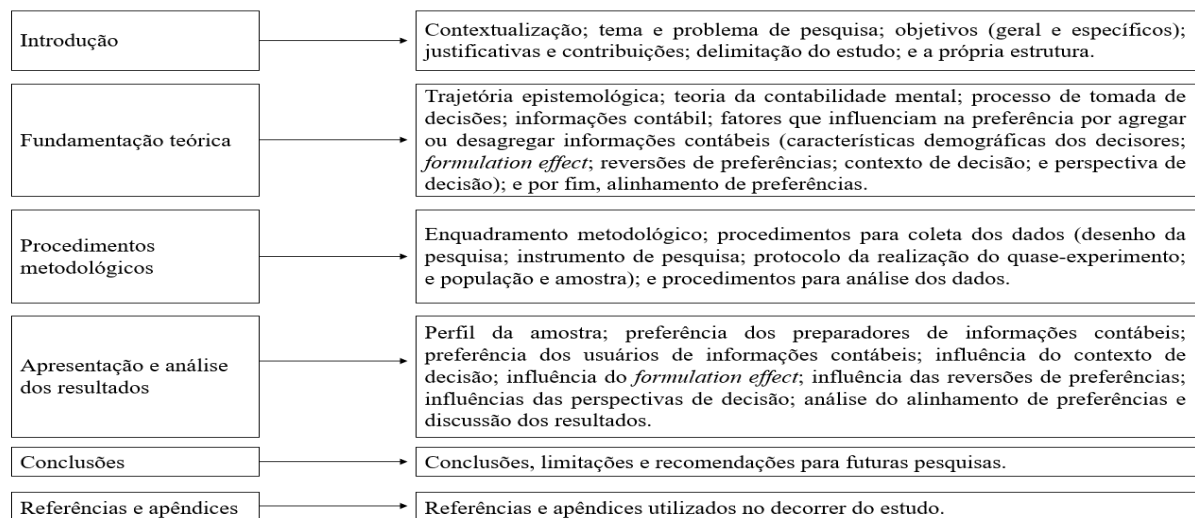 Introdução
Contextualização; tema e problema de pesquisa; objetivos (geral e específicos);
justificativas e contribuições; delimitação do estudo; e a própria estrutura.
Fundamentação teórica
Trajetória epistemológica; teoria da contabilidade mental; processo de tomada de
decisões; informações contábil; fatores que influenciam na preferência por agregar
ou desagregar informações contábeis (características demográficas dos decisores;
formulation effect; reversões de preferências; contexto de decisão; e perspectiva de
decisão); e por fim, alinhamento de preferências.
Procedimentos
metodológicos
Enquadramento metodológico; procedimentos para coleta dos dados (desenho da
pesquisa; instrumento de pesquisa; protocolo da realização do quase-experimento;
e população e amostra); e procedimentos para análise dos dados.
Apresentação e análise
dos resultados
Perfil da amostra; preferência dos preparadores de informações contábeis;
preferência dos usuários de informações contábeis; influência do contexto de
decisão; influência do formulation effect; influência das reversões de preferências;
influências das perspectivas de decisão; análise do alinhamento de preferências e
discussão dos resultados.
Conclusões
Conclusões, limitações e recomendações para futuras pesquisas.
Referências e apêndices
Referências e apêndices utilizados no decorrer do estudo.